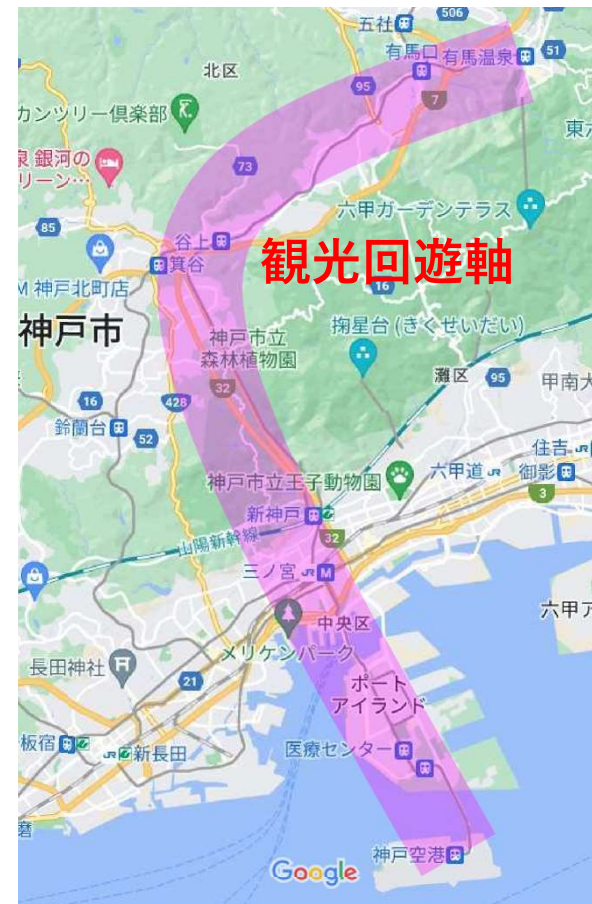 五社
506
有馬口
有馬温泉
51
北区
95
7
カンツリー倶楽部
東六
泉 銀河の
リーン…
73
六甲ガーデンテラス
85
谷上
箕谷
観光回遊軸
16
神戸北町店
神戸市
掬星台 (きくせいだい)
神戸市立
森林植物園
灘区
95
甲南大
16
428
32
鈴蘭台
52
住吉 JR
神戸市立王子動物園
六甲道 JR
御影
3
新神戸
32
山陽新幹線
三ノ宮 JR M
中央区
六甲ア
メリケンパーク
長田神社
21
ポート
アイランド
板宿
JR 新長田
医療センター
磨
神戸空港
Google